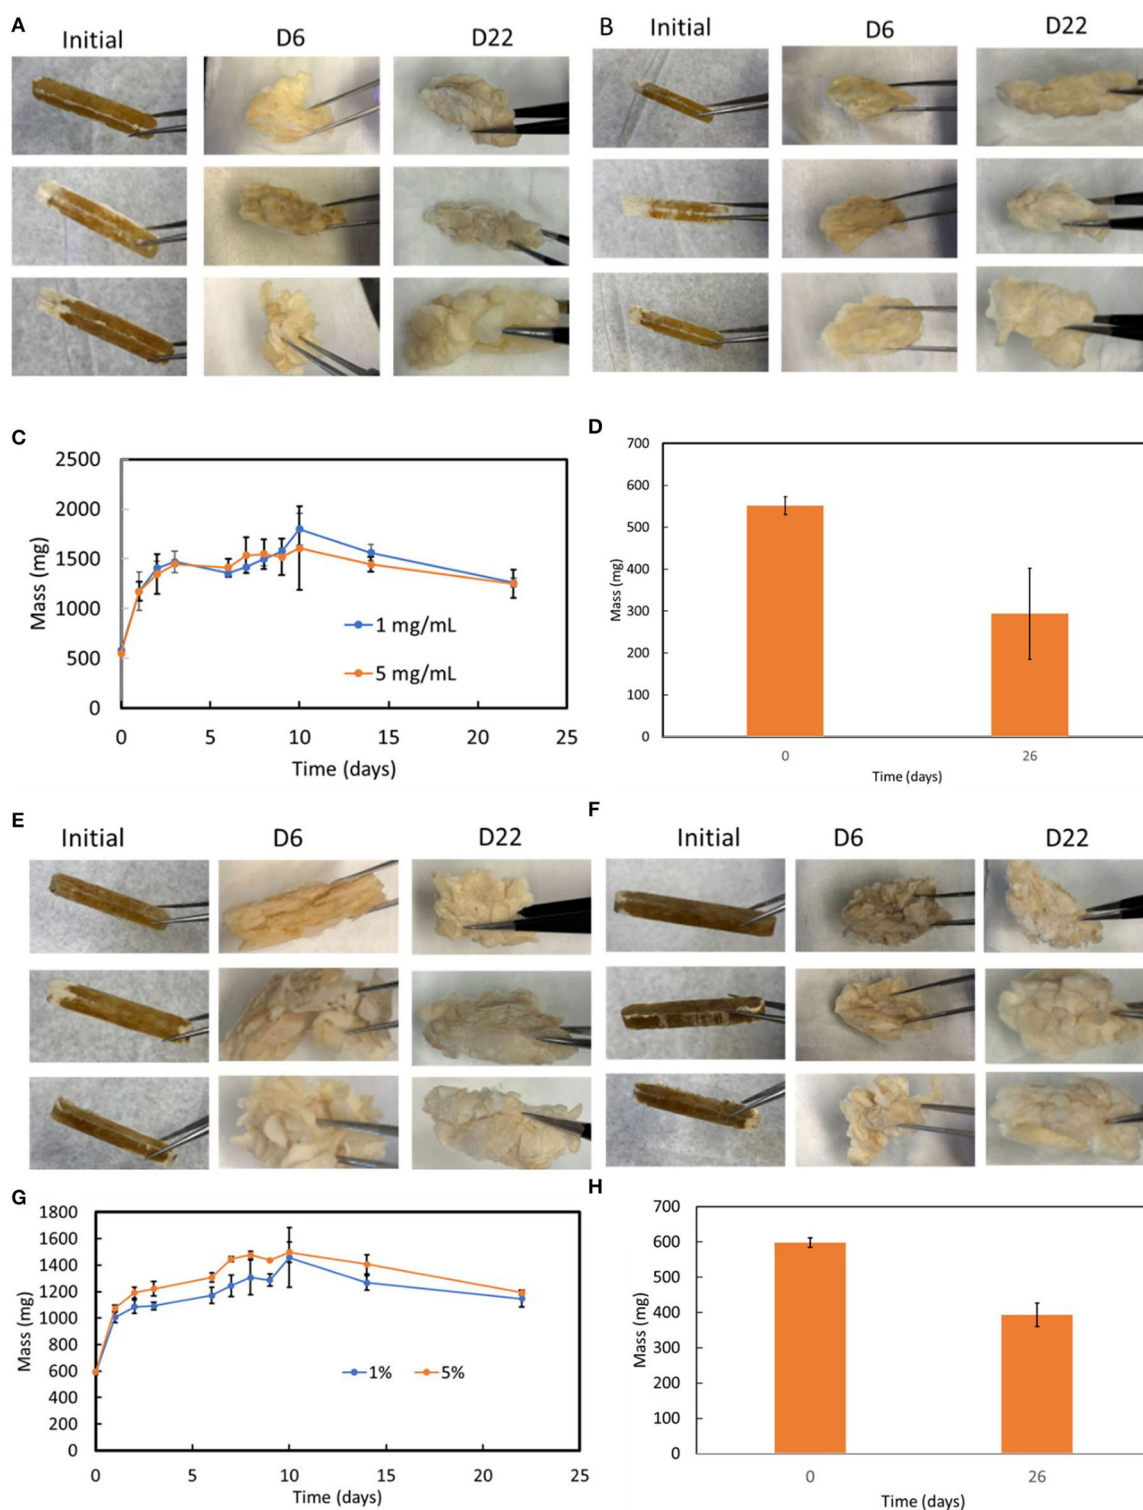 A
Initial D6 D22
B
Initial D6 D22
C
2500
2000
1500
1000
500
0
Mass (mg)
1 mg/mL
5 mg/mL
0 5 10 15 20 25
Time (days)
D
700
600
500
400
300
200
100
0
Mass (mg)
0 26
Time (days)
E
Initial D6 D22
F
Initial D6 D22
G
1800
1600
1400
1200
1000
800
600
400
200
0
Mass (mg)
1% 5%
0 5 10 15 20 25
Time (days)
H
700
600
500
400
300
200
100
0
Mass (mg)
0 26
Time (days)